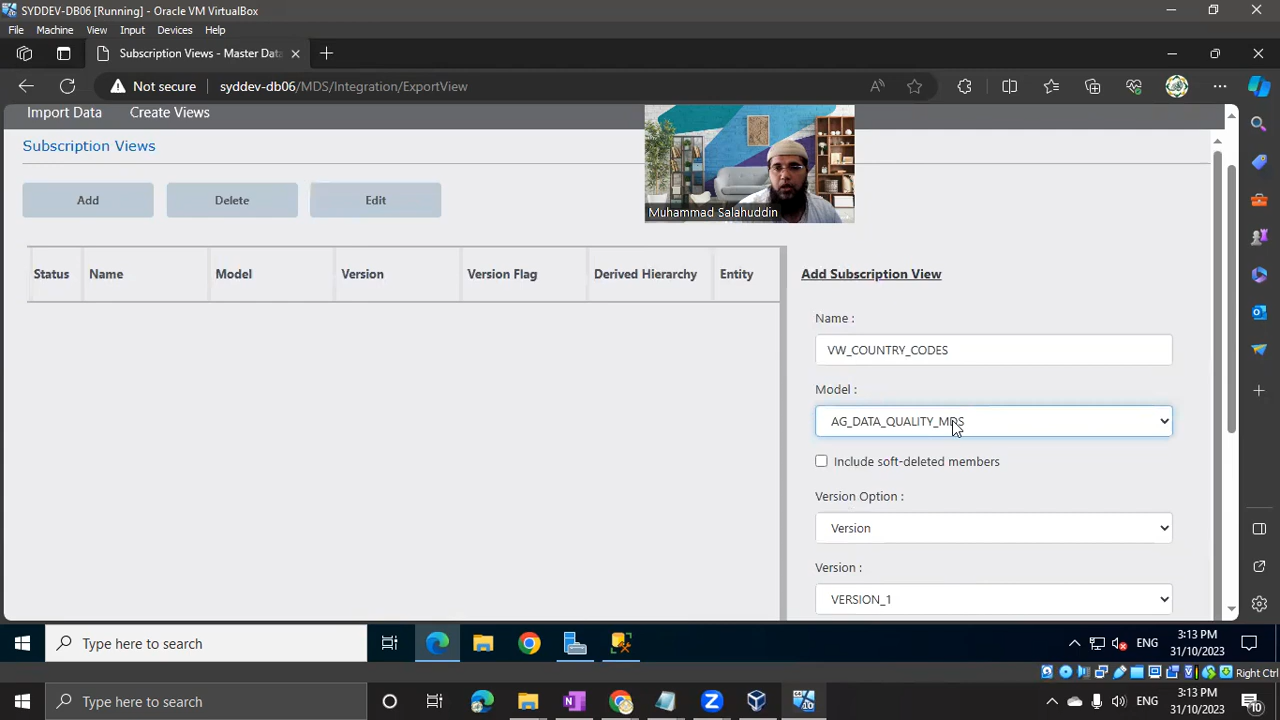 SYDDEV-DB06 [Running] - Oracle VM VirtualBox
File Machine View Input Devices Help
Subscription Views - Master Data
Not secure syddev-db06/MDS/Integration/ExportView
Import Data Create Views
Subscription Views
Add Delete Edit
Muhammad Salahuddin
Status Name Model Version Version Flag Derived Hierarchy Entity
Add Subscription View
Name :
VW_COUNTRY_CODES
Model :
AG_DATA_QUALITY_MDS
Include soft-deleted members
Version Option :
Version
Version :
VERSION_1
Type here to search
ENG
3:13 PM
31/10/2023
Right Ctrl
Type here to search
ENG
3:13 PM
31/10/2023
10